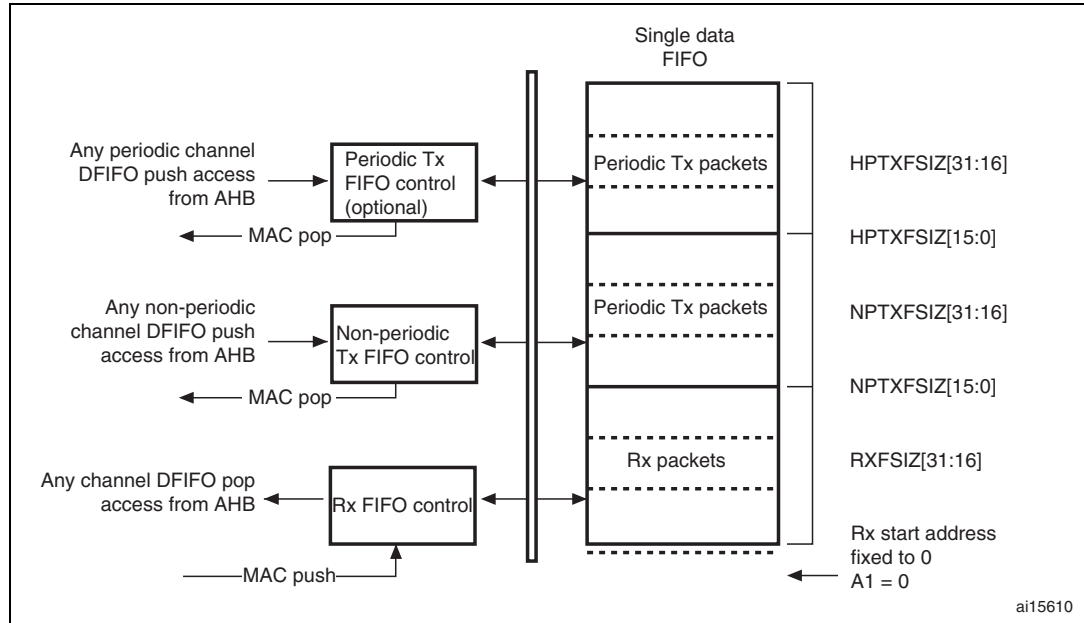 Single data
FIFO
Any periodic channel
DFIFO push access
from AHB
Periodic Tx
FIFO control
(optional)
Periodic Tx packets
HPTXFSIZ[31:16]
MAC pop
HPTXFSIZ[15:0]
Any non-periodic
channel DFIFO push
access from AHB
Non-periodic
Tx FIFO control
Periodic Tx packets
NPTXFSIZ[31:16]
MAC pop
NPTXFSIZ[15:0]
Any channel DFIFO pop
access from AHB
Rx FIFO control
Rx packets
RXFSIZ[31:16]
MAC push
Rx start address
fixed to 0
A1 = 0
ai15610